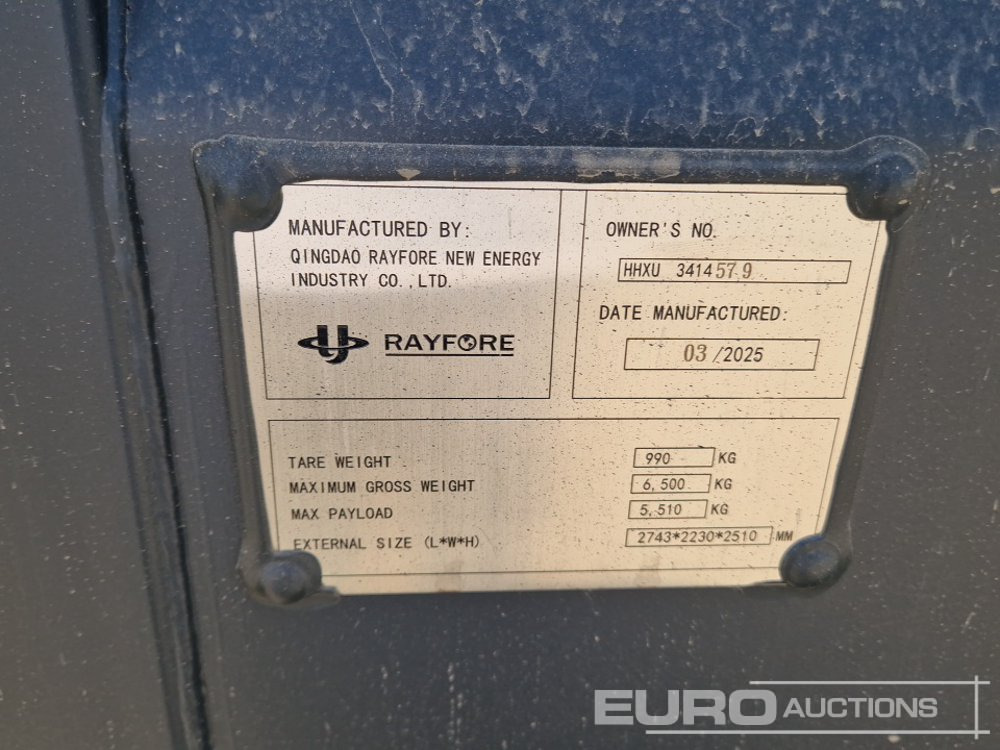 MANUFACTURED BY:
QINGDAO RAYFORE NEW ENERGY
INDUSTRY CO.,LTD.
RAYFORE
OWNER'S NO.
HHXU 341457 9
DATE MANUFACTURED:
03 /2025
TARE WEIGHT 990 KG
MAXIMUM GROSS WEIGHT 6,500 KG
MAX PAYLOAD 5,510 KG
EXTERNAL SIZE (L*W*H) 2743*2230*2510 MM
EURO AUCTIONS